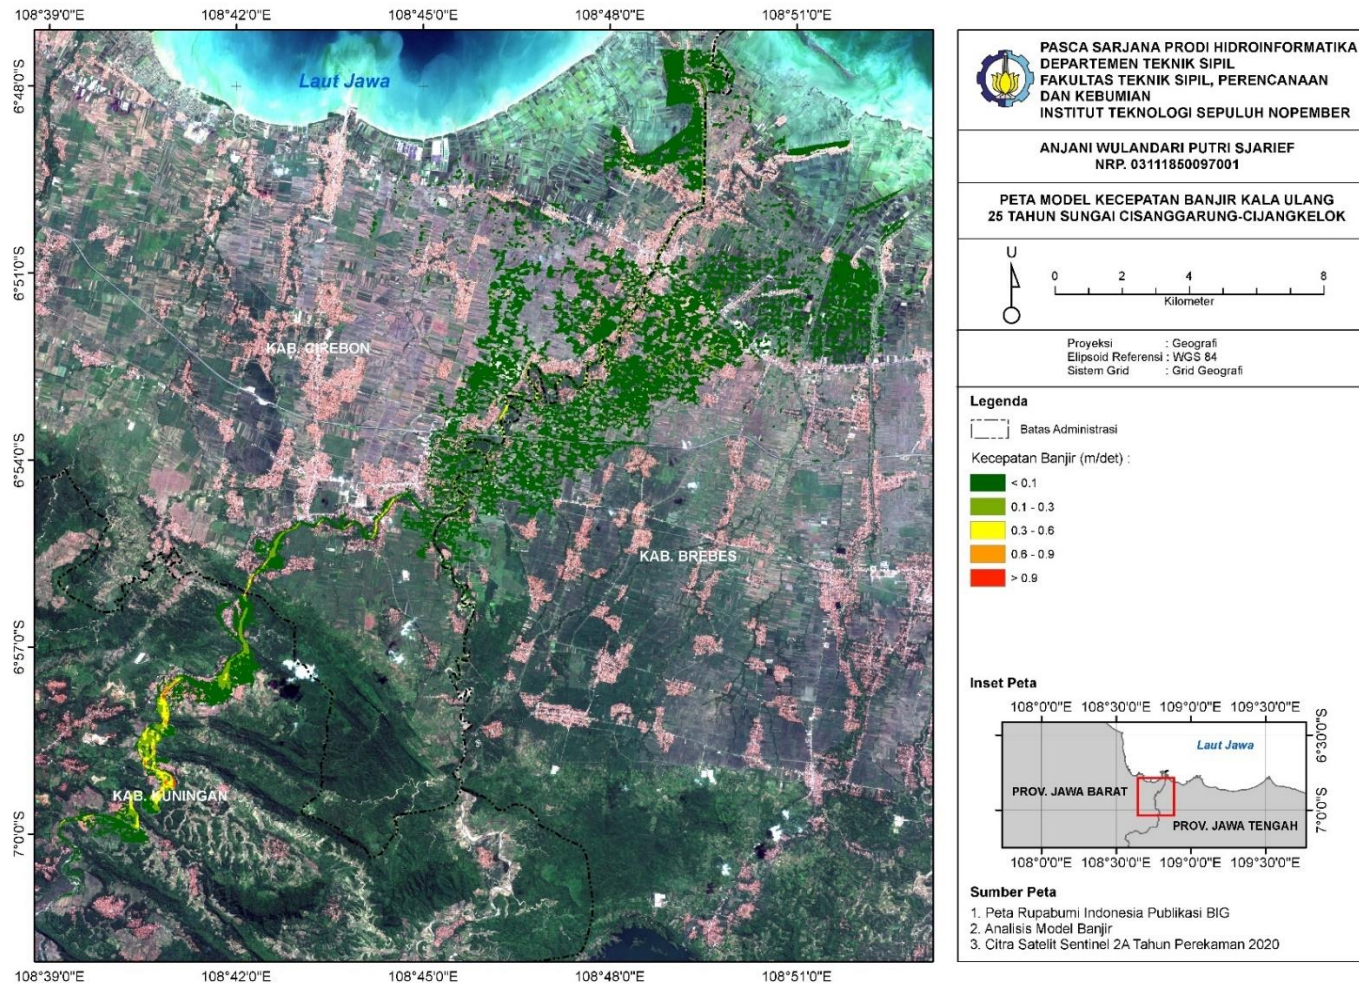 108°39'0"E 108°42'0"E 108°45'0"E 108°48'0"E 108°51'0"E
6°48'0"S
6°51'0"S
6°54'0"S
6°57'0"S
7°0'0"S
Laut Jawa
KAB. CIREBON
KAB. BREBES
KAB. KUNINGAN
108°39'0"E 108°42'0"E 108°45'0"E 108°48'0"E 108°51'0"E
PASCA SARJANA PRODI HIDROINFORMATIKA
DEPARTEMEN TEKNIK SIPIL
FAKULTAS TEKNIK SIPIL, PERENCANAAN
DAN KEBUMIAN
INSTITUT TEKNOLOGI SEPULUH NOPEMBER
ANJANI WULANDARI PUTRI SJARIEF
NRP. 03111850097001
PETA MODEL KECEPATAN BANJIR KALA ULANG
25 TAHUN SUNGAI CISANGGARUNG-CIJANGKELOK
U
0 2 4 6 8
Kilometer
Proyeksi : Geografi
Elipsoid Referensi : WGS 84
Sistem Grid : Grid Geografi
Legenda
Batas Administrasi
Kecepatan Banjir (m/det) :
< 0.1
0.1 - 0.3
0.3 - 0.6
0.6 - 0.9
> 0.9
Inset Peta
108°0'0"E 108°30'0"E 109°0'0"E 109°30'0"E
6°30'0"S
7°0'0"S
Laut Jawa
PROV. JAWA BARAT
PROV. JAWA TENGAH
108°0'0"E 108°30'0"E 109°0'0"E 109°30'0"E
Sumber Peta
1. Peta Rupabumi Indonesia Publikasi BIG
2. Analisis Model Banjir
3. Citra Satelit Sentinel 2A Tahun Perekaman 2020